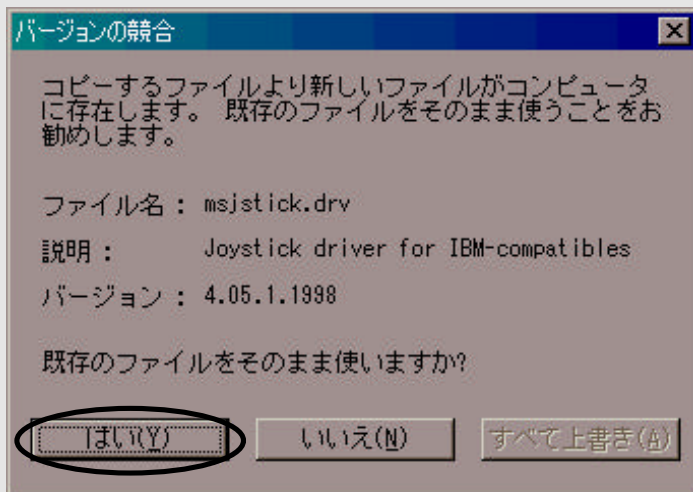 バージョンの競合
コピーするファイルより新しいファイルがコンピュータ
に存在します。 既存のファイルをそのまま使うことをお
勧めします。
ファイル名： msjstick.drv
説明： Joystick driver for IBM-compatibles
バージョン： 4.05.1.1998
既存のファイルをそのまま使いますか?
はい(Y) いいえ(N) すべて上書き(A)